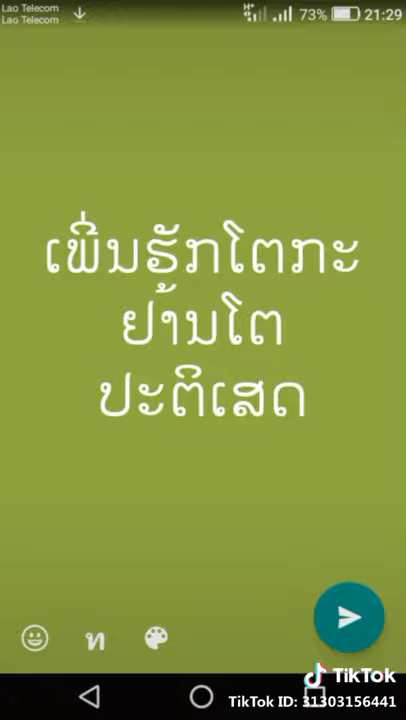 Lao Telecom
Lao Telecom
H+
73%
21:29
ເພີ່ນຮັກໂຕກະ
ຢ້ານໂຕ
ປະຕິເສດ
ท
TikTok
TikTok ID: 31303156441